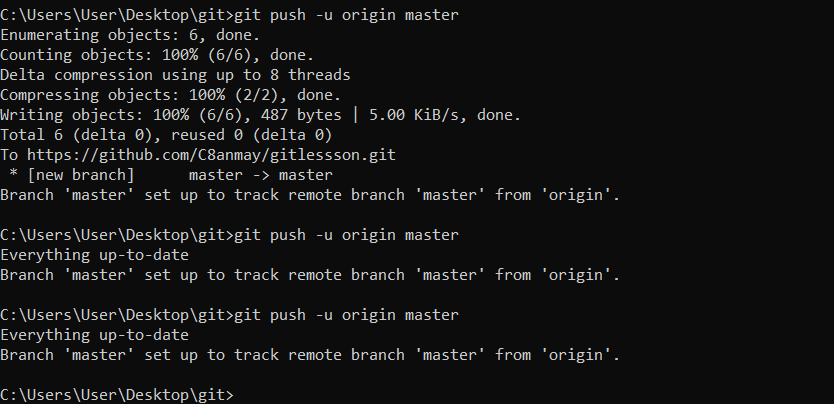 C:\Users\User\Desktop\git>git push -u origin master
Enumerating objects: 6, done.
Counting objects: 100% (6/6), done.
Delta compression using up to 8 threads
Compressing objects: 100% (2/2), done.
Writing objects: 100% (6/6), 487 bytes | 5.00 KiB/s, done.
Total 6 (delta 0), reused 0 (delta 0)
To https://github.com/C8anmay/gitlessson.git
 * [new branch]      master -> master
Branch 'master' set up to track remote branch 'master' from 'origin'.
C:\Users\User\Desktop\git>git push -u origin master
Everything up-to-date
Branch 'master' set up to track remote branch 'master' from 'origin'.
C:\Users\User\Desktop\git>git push -u origin master
Everything up-to-date
Branch 'master' set up to track remote branch 'master' from 'origin'.
C:\Users\User\Desktop\git>